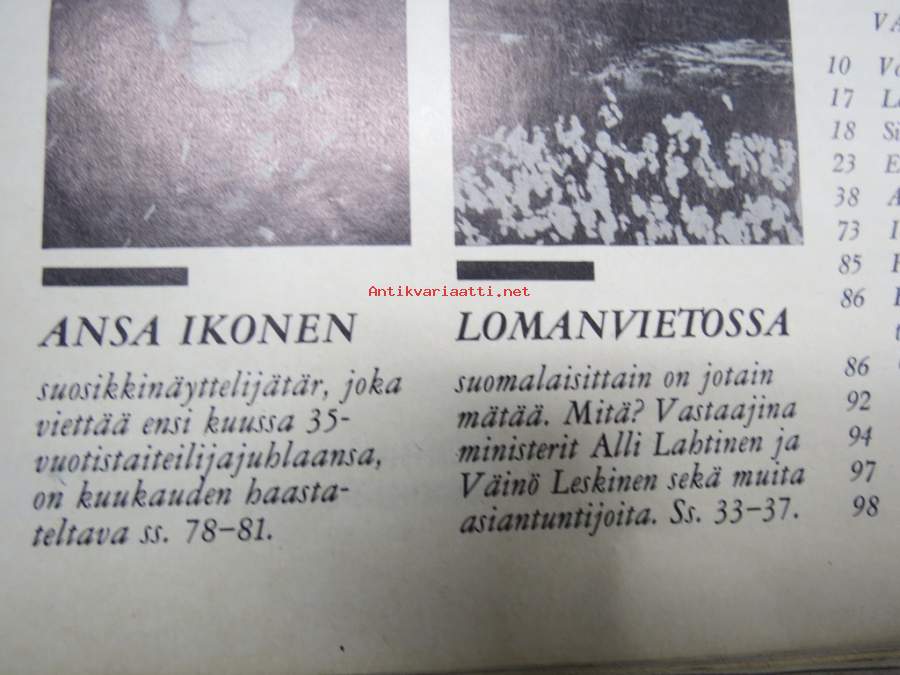 Antikvariaatti.net
ANSA IKONEN
suosikkinäyttelijätär, joka
viettää ensi kuussa 35-
vuotistaiteilijajuhlaansa,
on kuukauden haasta-
teltava ss. 78–81.
LOMANVIETOSSA
suomalaisittain on jotain
mätää. Mitä? Vastaajina
ministerit Alli Lahtinen ja
Väinö Leskinen sekä muita
asiantuntijoita. Ss. 33–37.
10
17
18
23
38
73
85
86
86
92
94
97
98